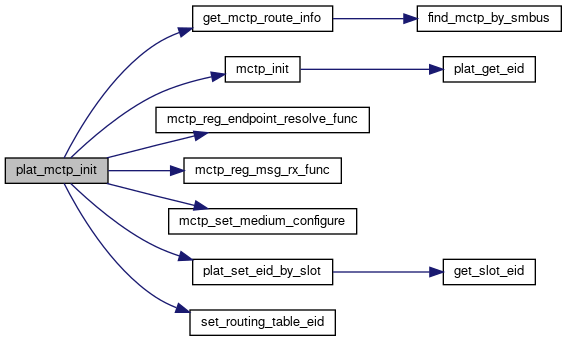 get_mctp_route_info
find_mctp_by_smbus
mctp_init
plat_get_eid
mctp_reg_endpoint_resolve_func
plat_mctp_init
mctp_reg_msg_rx_func
mctp_set_medium_configure
plat_set_eid_by_slot
get_slot_eid
set_routing_table_eid